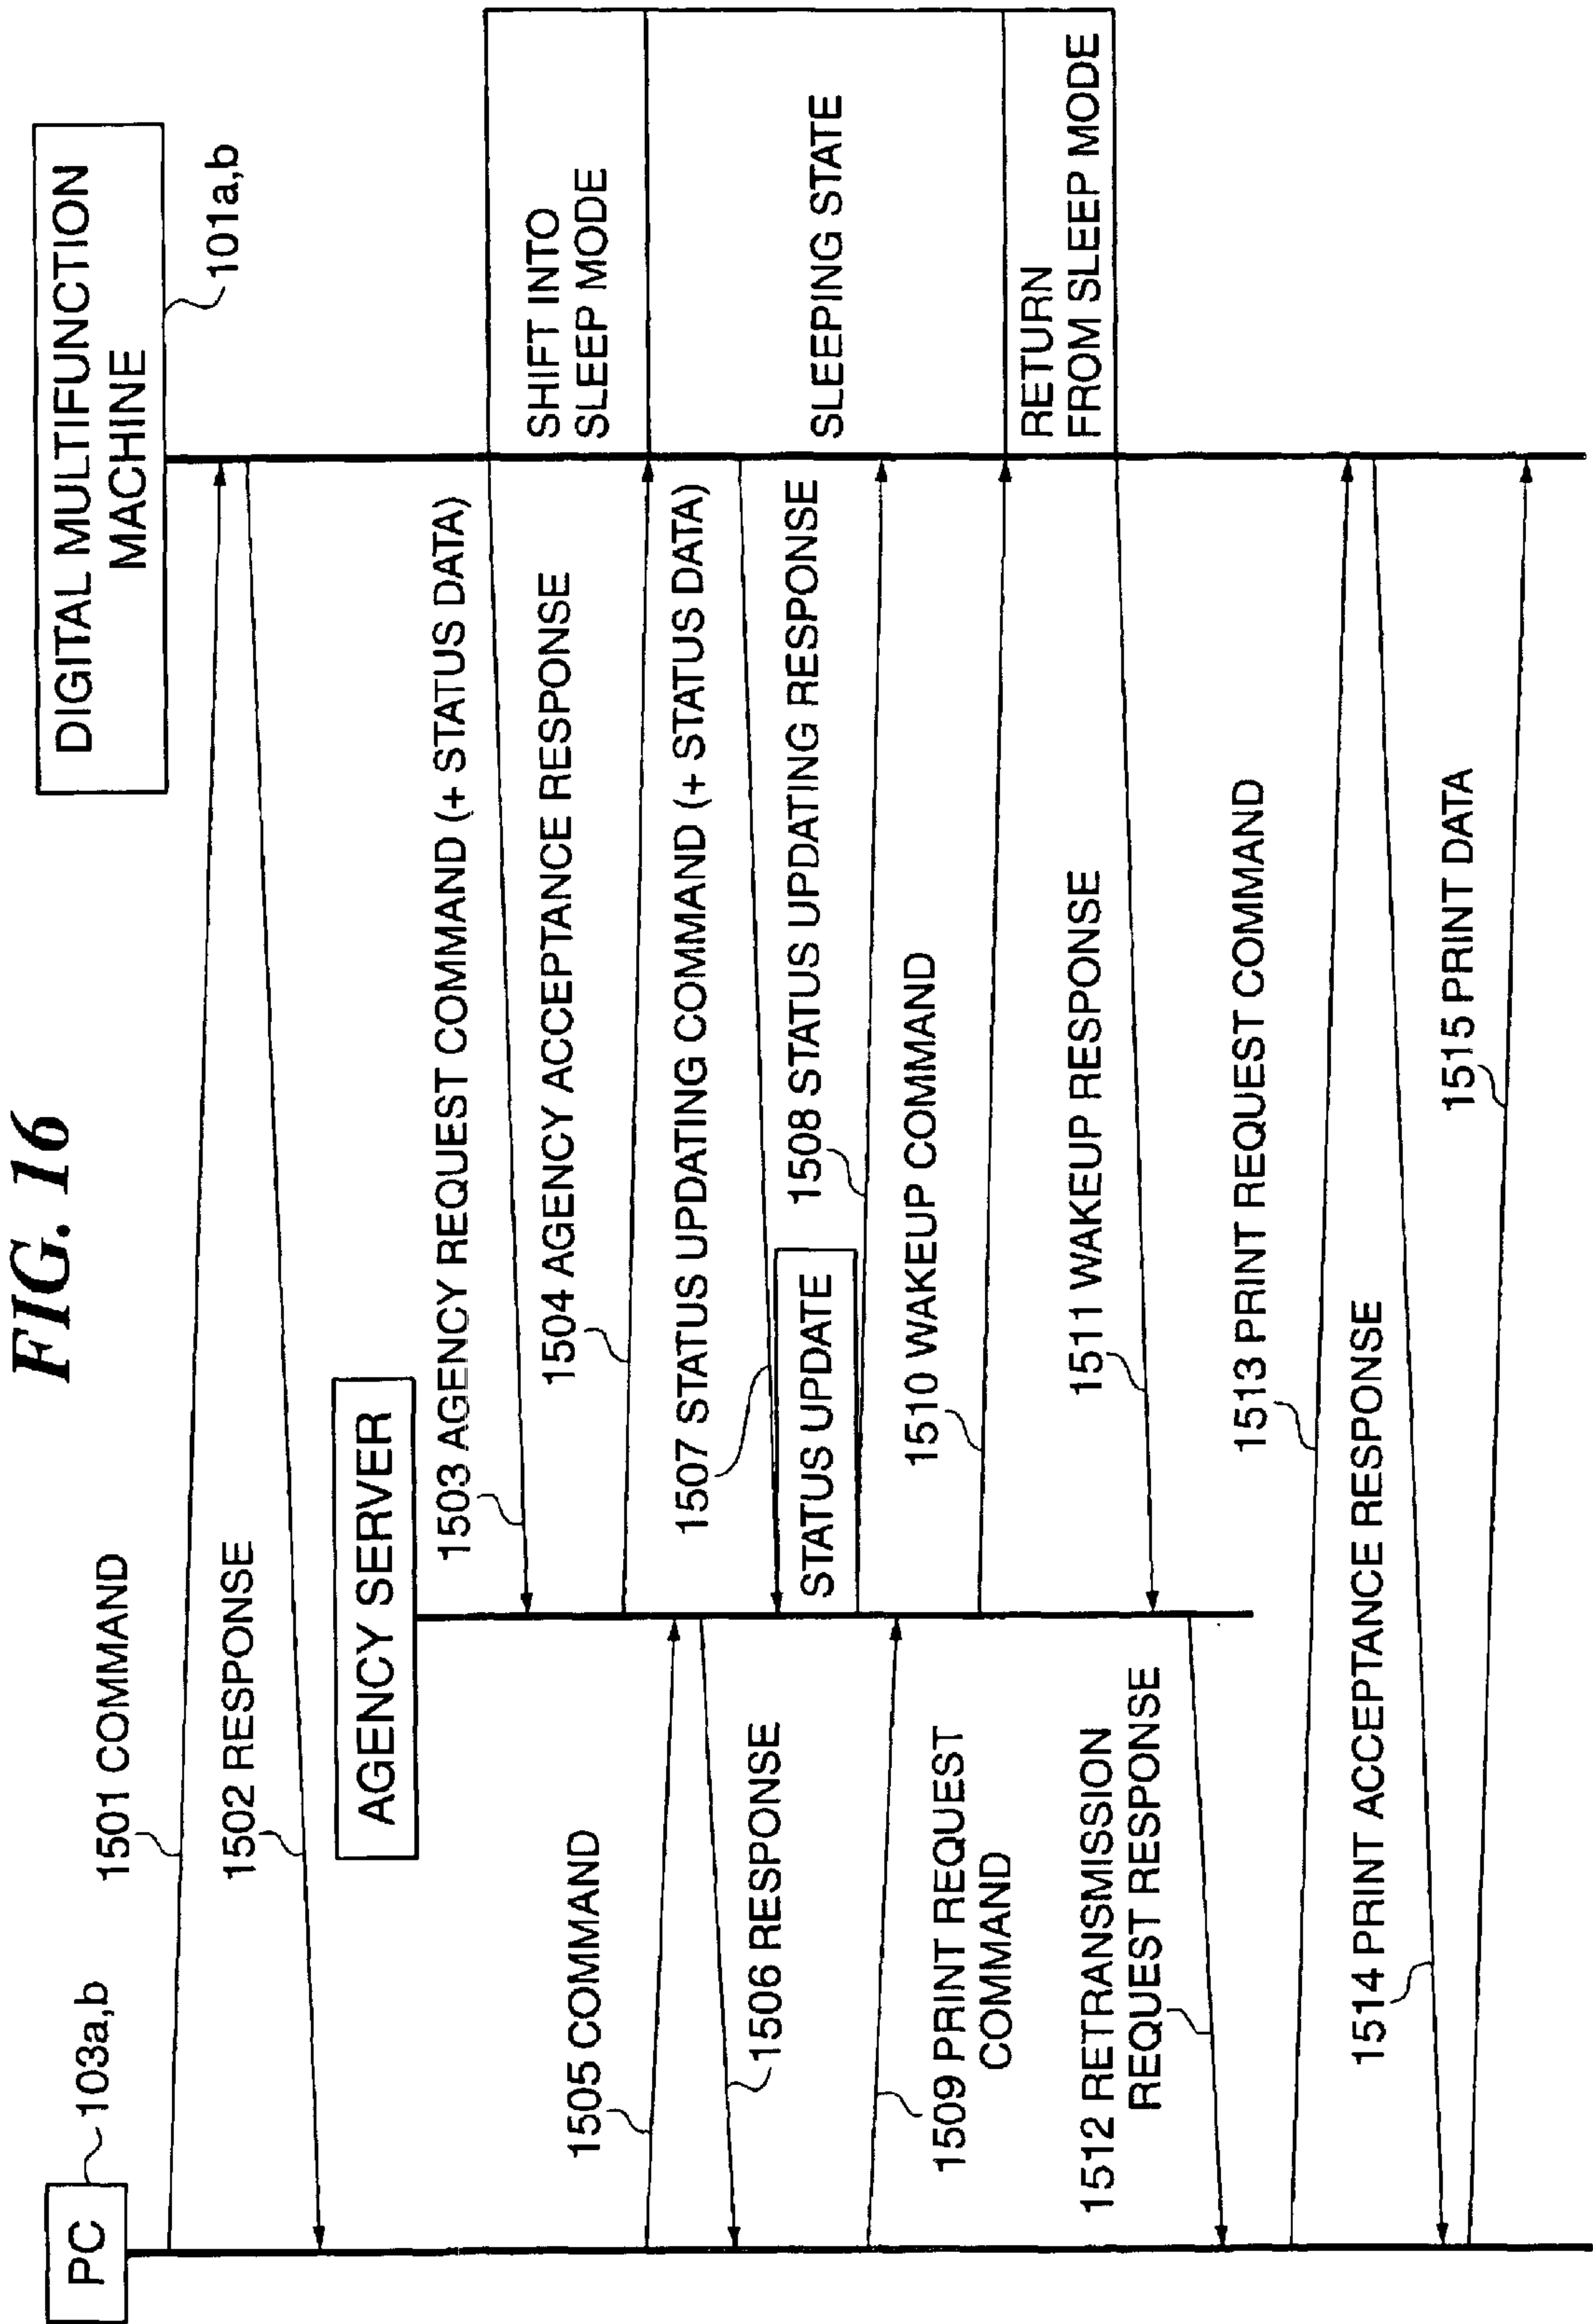 FIG. 16
PC
103a,b
DIGITAL MULTIFUNCTION
MACHINE
101a,b
1501 COMMAND
1502 RESPONSE
AGENCY SERVER
1503 AGENCY REQUEST COMMAND (+ STATUS DATA)
SHIFT INTO
SLEEP MODE
1504 AGENCY ACCEPTANCE RESPONSE
1505 COMMAND
1506 RESPONSE
1507 STATUS UPDATING COMMAND (+ STATUS DATA)
STATUS UPDATE
1508 STATUS UPDATING RESPONSE
SLEEPING STATE
1509 PRINT REQUEST
COMMAND
1510 WAKEUP COMMAND
RETURN
FROM SLEEP MODE
1511 WAKEUP RESPONSE
1512 RETRANSMISSION
REQUEST RESPONSE
1513 PRINT REQUEST COMMAND
1514 PRINT ACCEPTANCE RESPONSE
1515 PRINT DATA